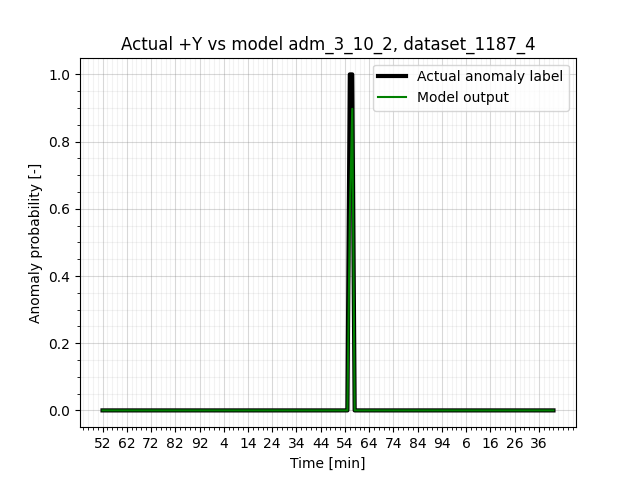 Actual +Y vs model adm_3_10_2, dataset_1187_4
Actual anomaly label
Model output
Anomaly probability [-]
1.0
0.8
0.6
0.4
0.2
0.0
52 62 72 82 92 4 14 24 34 44 54 64 74 84 94 6 16 26 36
Time [min]